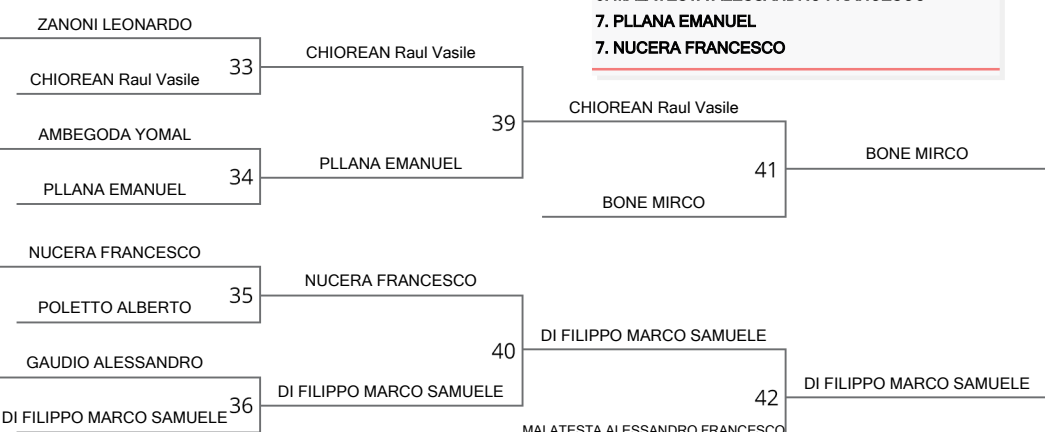 7. PLLANA EMANUEL
7. NUCERA FRANCESCO
ZANONI LEONARDO
CHIOREAN Raul Vasile
33
CHIOREAN Raul Vasile
AMBEGODA YOMAL
PLLANA EMANUEL
34
PLLANA EMANUEL
39
CHIOREAN Raul Vasile
BONE MIRCO
41
BONE MIRCO
NUCERA FRANCESCO
POLETTO ALBERTO
35
NUCERA FRANCESCO
GAUDIO ALESSANDRO
DI FILIPPO MARCO SAMUELE
36
DI FILIPPO MARCO SAMUELE
40
DI FILIPPO MARCO SAMUELE
MALATESTA ALESSANDRO FRANCESCO
42
DI FILIPPO MARCO SAMUELE